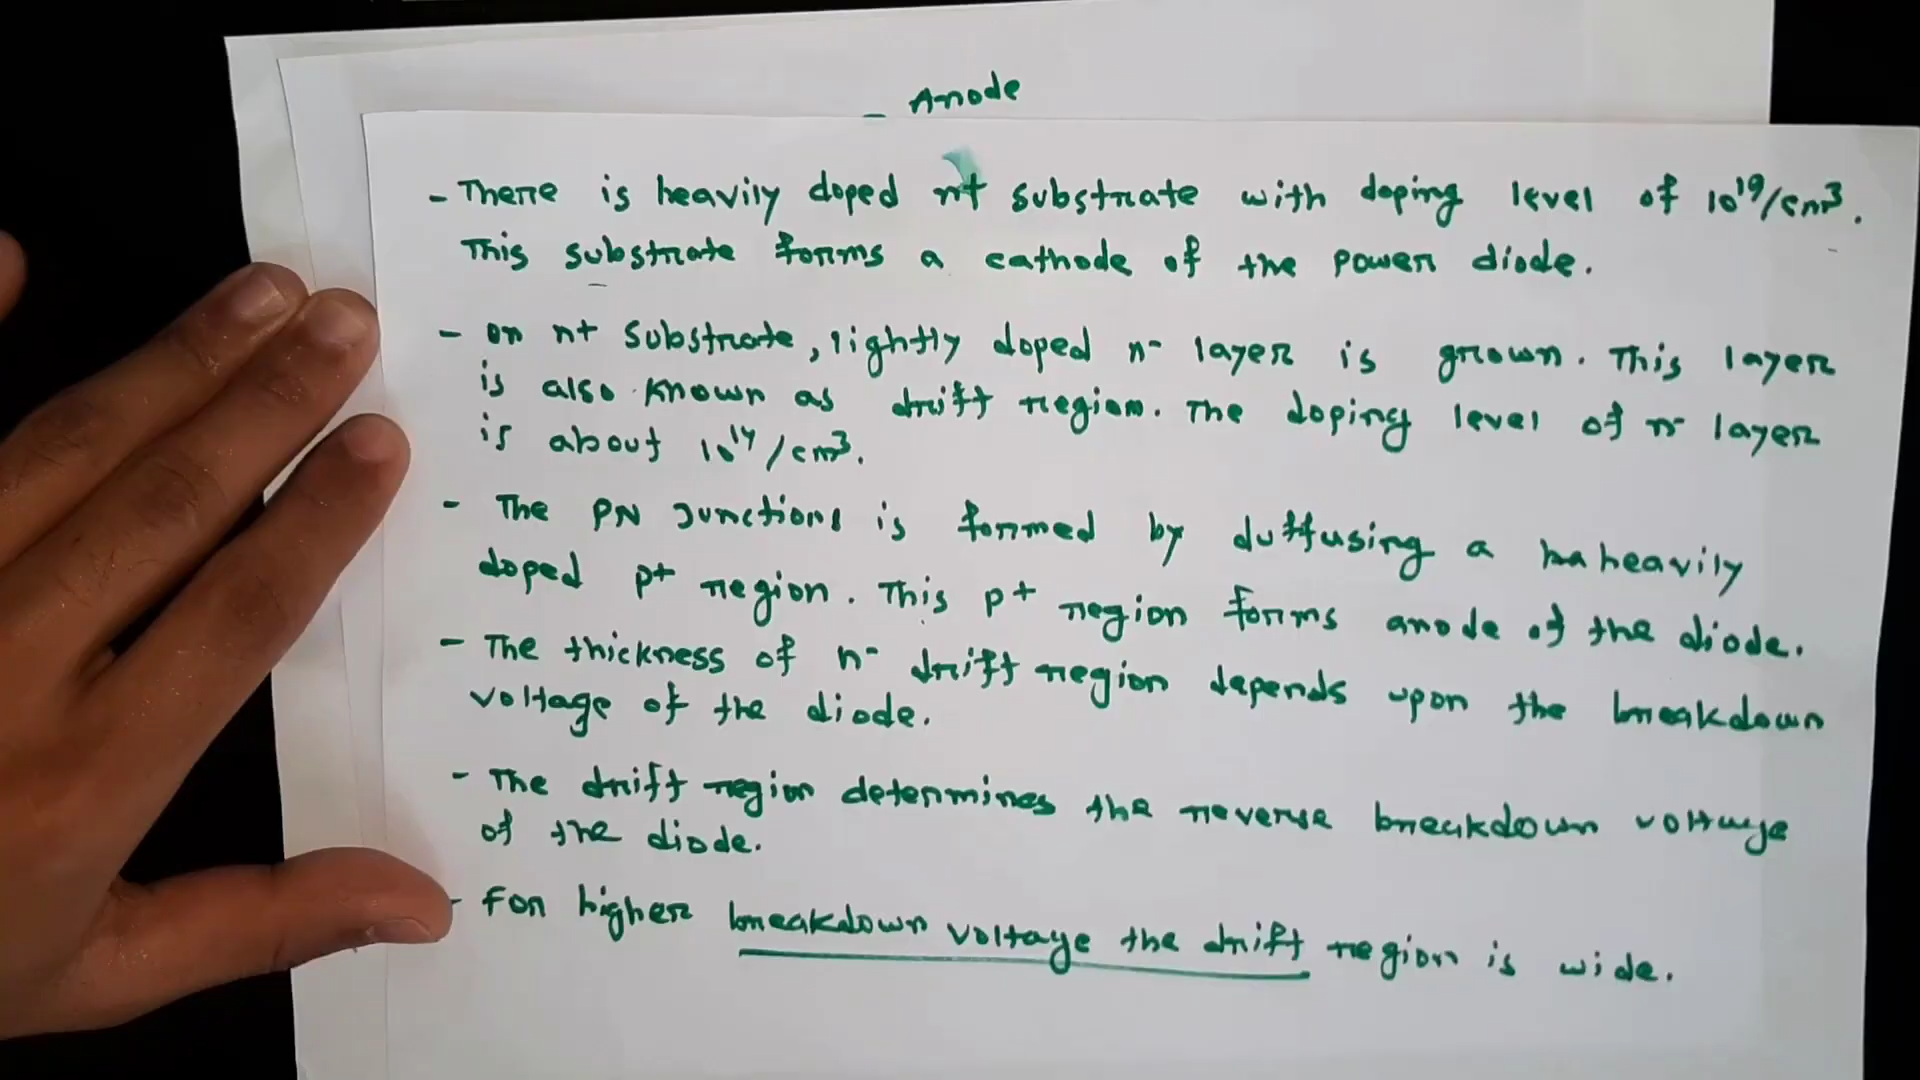 Anode
- There is heavily doped n+ substrate with doping level of 10^19/cm^3.
This substrate forms a cathode of the power diode.
- on n+ substrate, lightly doped n- layer is grown. This layer
is also known as drift region. The doping level of n- layer
is about 10^14/cm^3.
- The PN Junctions is formed by duffusing a heavily
doped p+ region. This p+ region forms anode of the diode.
- The thickness of n- drift region depends upon the breakdown
voltage of the diode.
- The drift region determines the reverse breakdown voltage
of the diode.
- For higher breakdown voltage the drift region is wide.